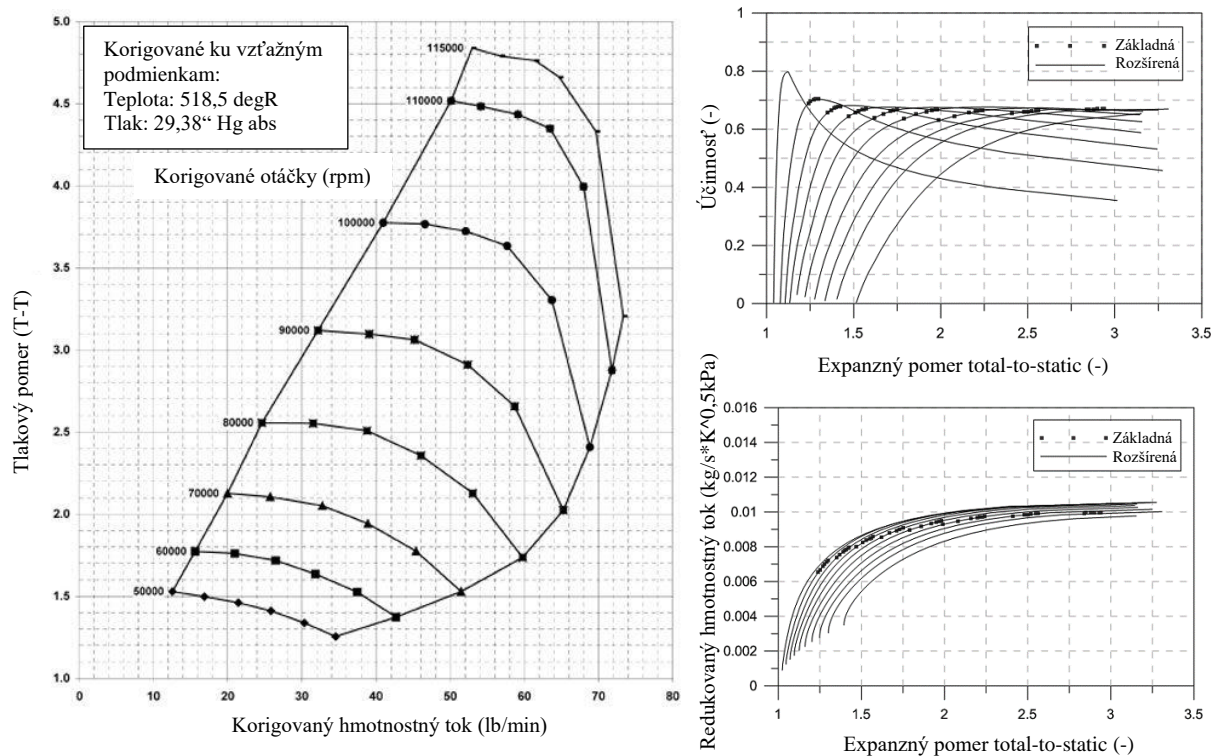 Korigované ku vzťažným
podmienkam:
Teplota: 518,5 degR
Tlak: 29,38“ Hg abs
Korigované otáčky (rpm)
Tlakový pomer (T-T)
5.0
4.5
4.0
3.5
3.0
2.5
2.0
1.5
1.0
115000
110000
100000
90000
80000
70000
60000
50000
0 10 20 30 40 50 60 70 80
Korigovaný hmotnostný tok (lb/min)
Účinnosť (-)
1
0.8
0.6
0.4
0.2
0
Základná
Rozšírená
1 1.5 2 2.5 3 3.5
Expanzný pomer total-to-static (-)
Redukovaný hmotnostný tok (kg/s*K^0,5kPa)
0.016
0.014
0.012
0.010
0.008
0.006
0.004
0.002
0
Základná
Rozšírená
1 1.5 2 2.5 3 3.5
Expanzný pomer total-to-static (-)